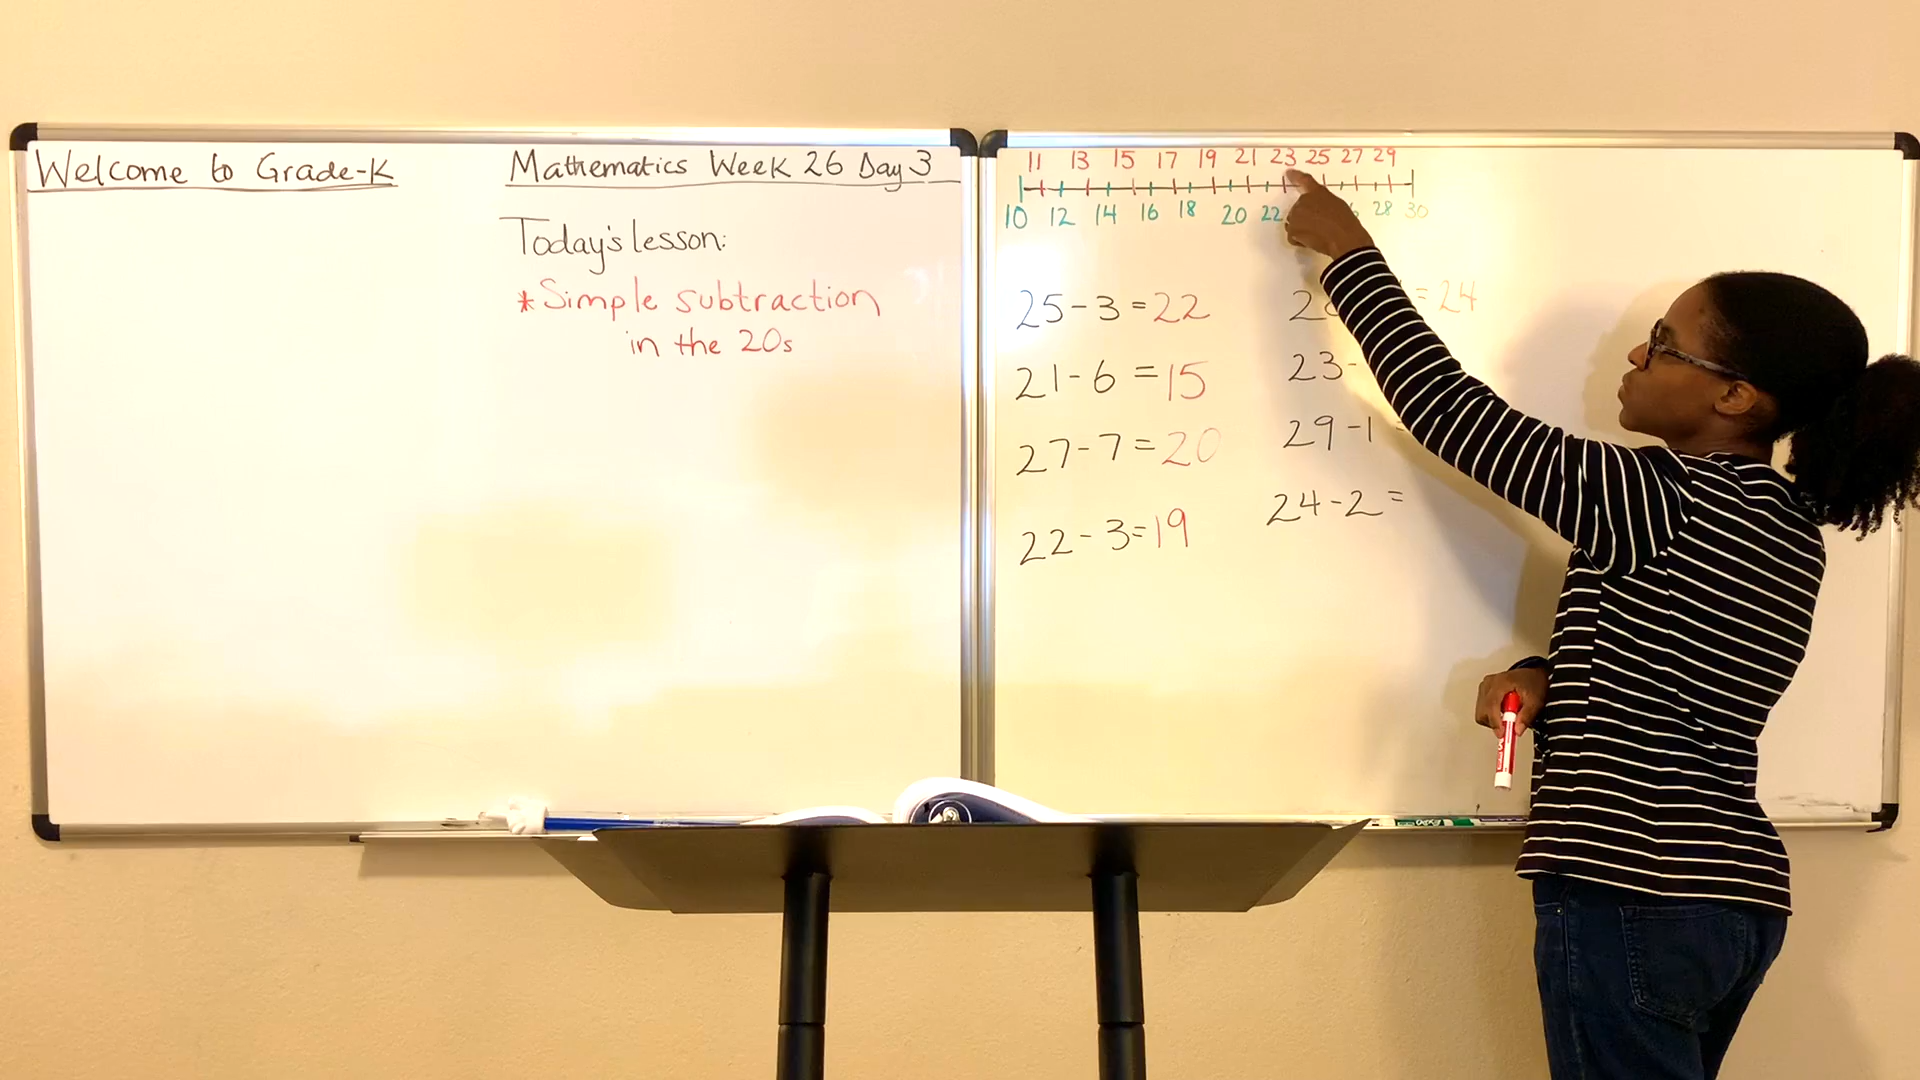 Welcome to Grade-K
Mathematics Week 26 Day 3
Today's lesson:
*Simple subtraction
in the 20s
11 13 15 17 19 21 23 25 27 29
10 12 14 16 18 20 22 28 30
25-3=22
21-6=15
27-7=20
22-3=19
=24
23-
29-1
24-2=